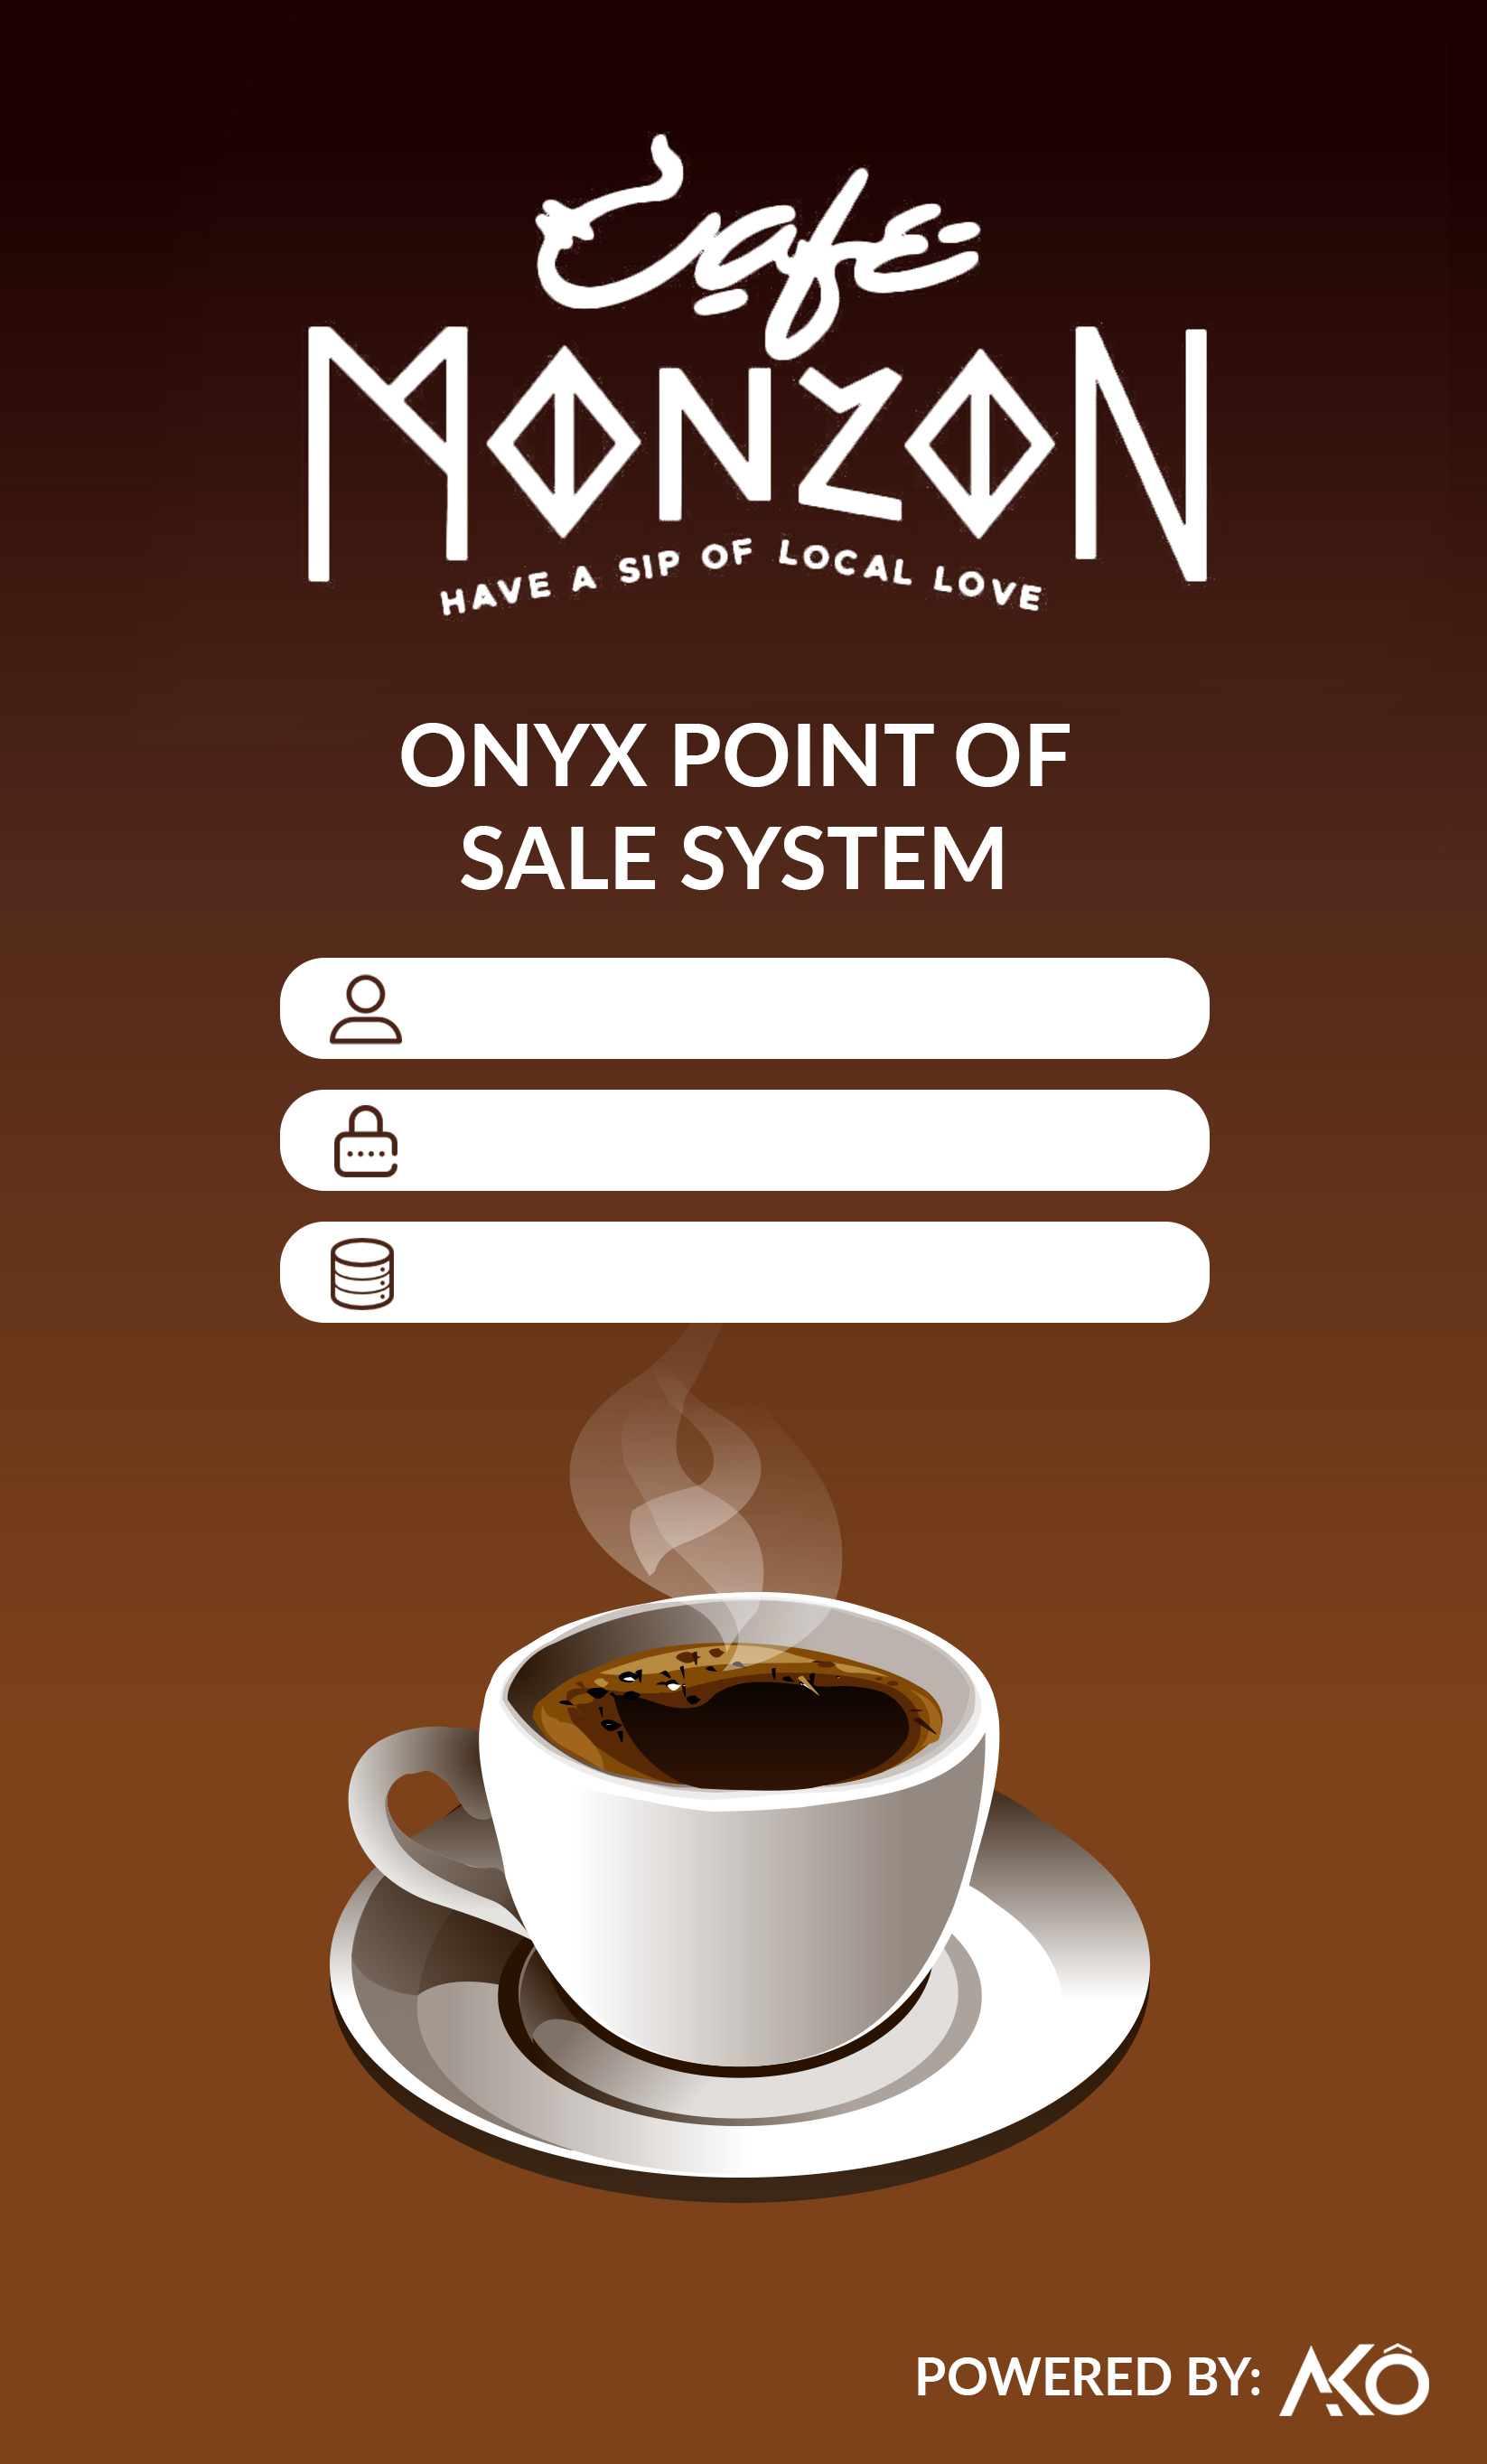 Cafe
MONZON
HAVE A SIP OF LOCAL LOVE
ONYX POINT OF
SALE SYSTEM
POWERED BY: AKÔ